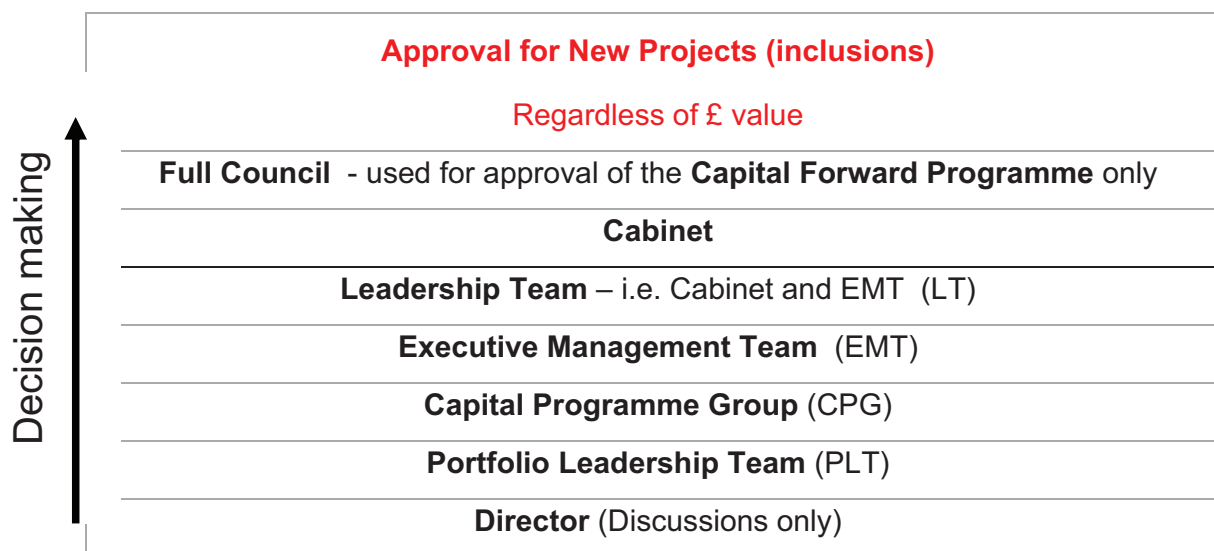 Approval for New Projects (inclusions)
Regardless of £ value
Full Council - used for approval of the Capital Forward Programme only
Cabinet
Leadership Team – i.e. Cabinet and EMT (LT)
Executive Management Team (EMT)
Capital Programme Group (CPG)
Portfolio Leadership Team (PLT)
Director (Discussions only)
Decision making